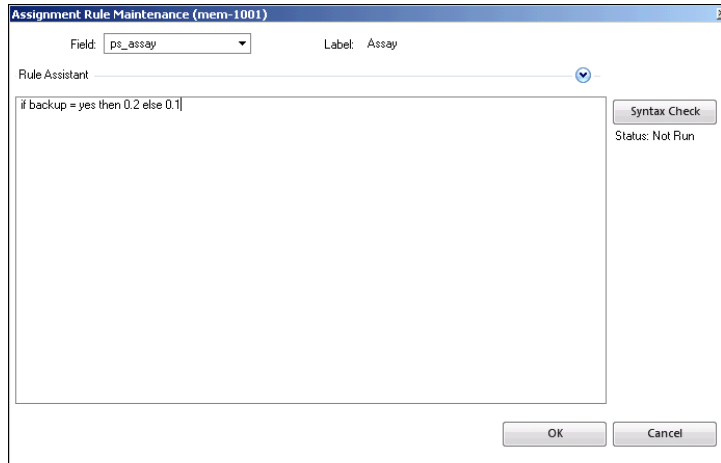 Assignment Rule Maintenance (mem-1001)
Field: ps_assay Label: Assay
Rule Assistant
if backup = yes then 0.2 else 0.1
Syntax Check
Status: Not Run
OK Cancel